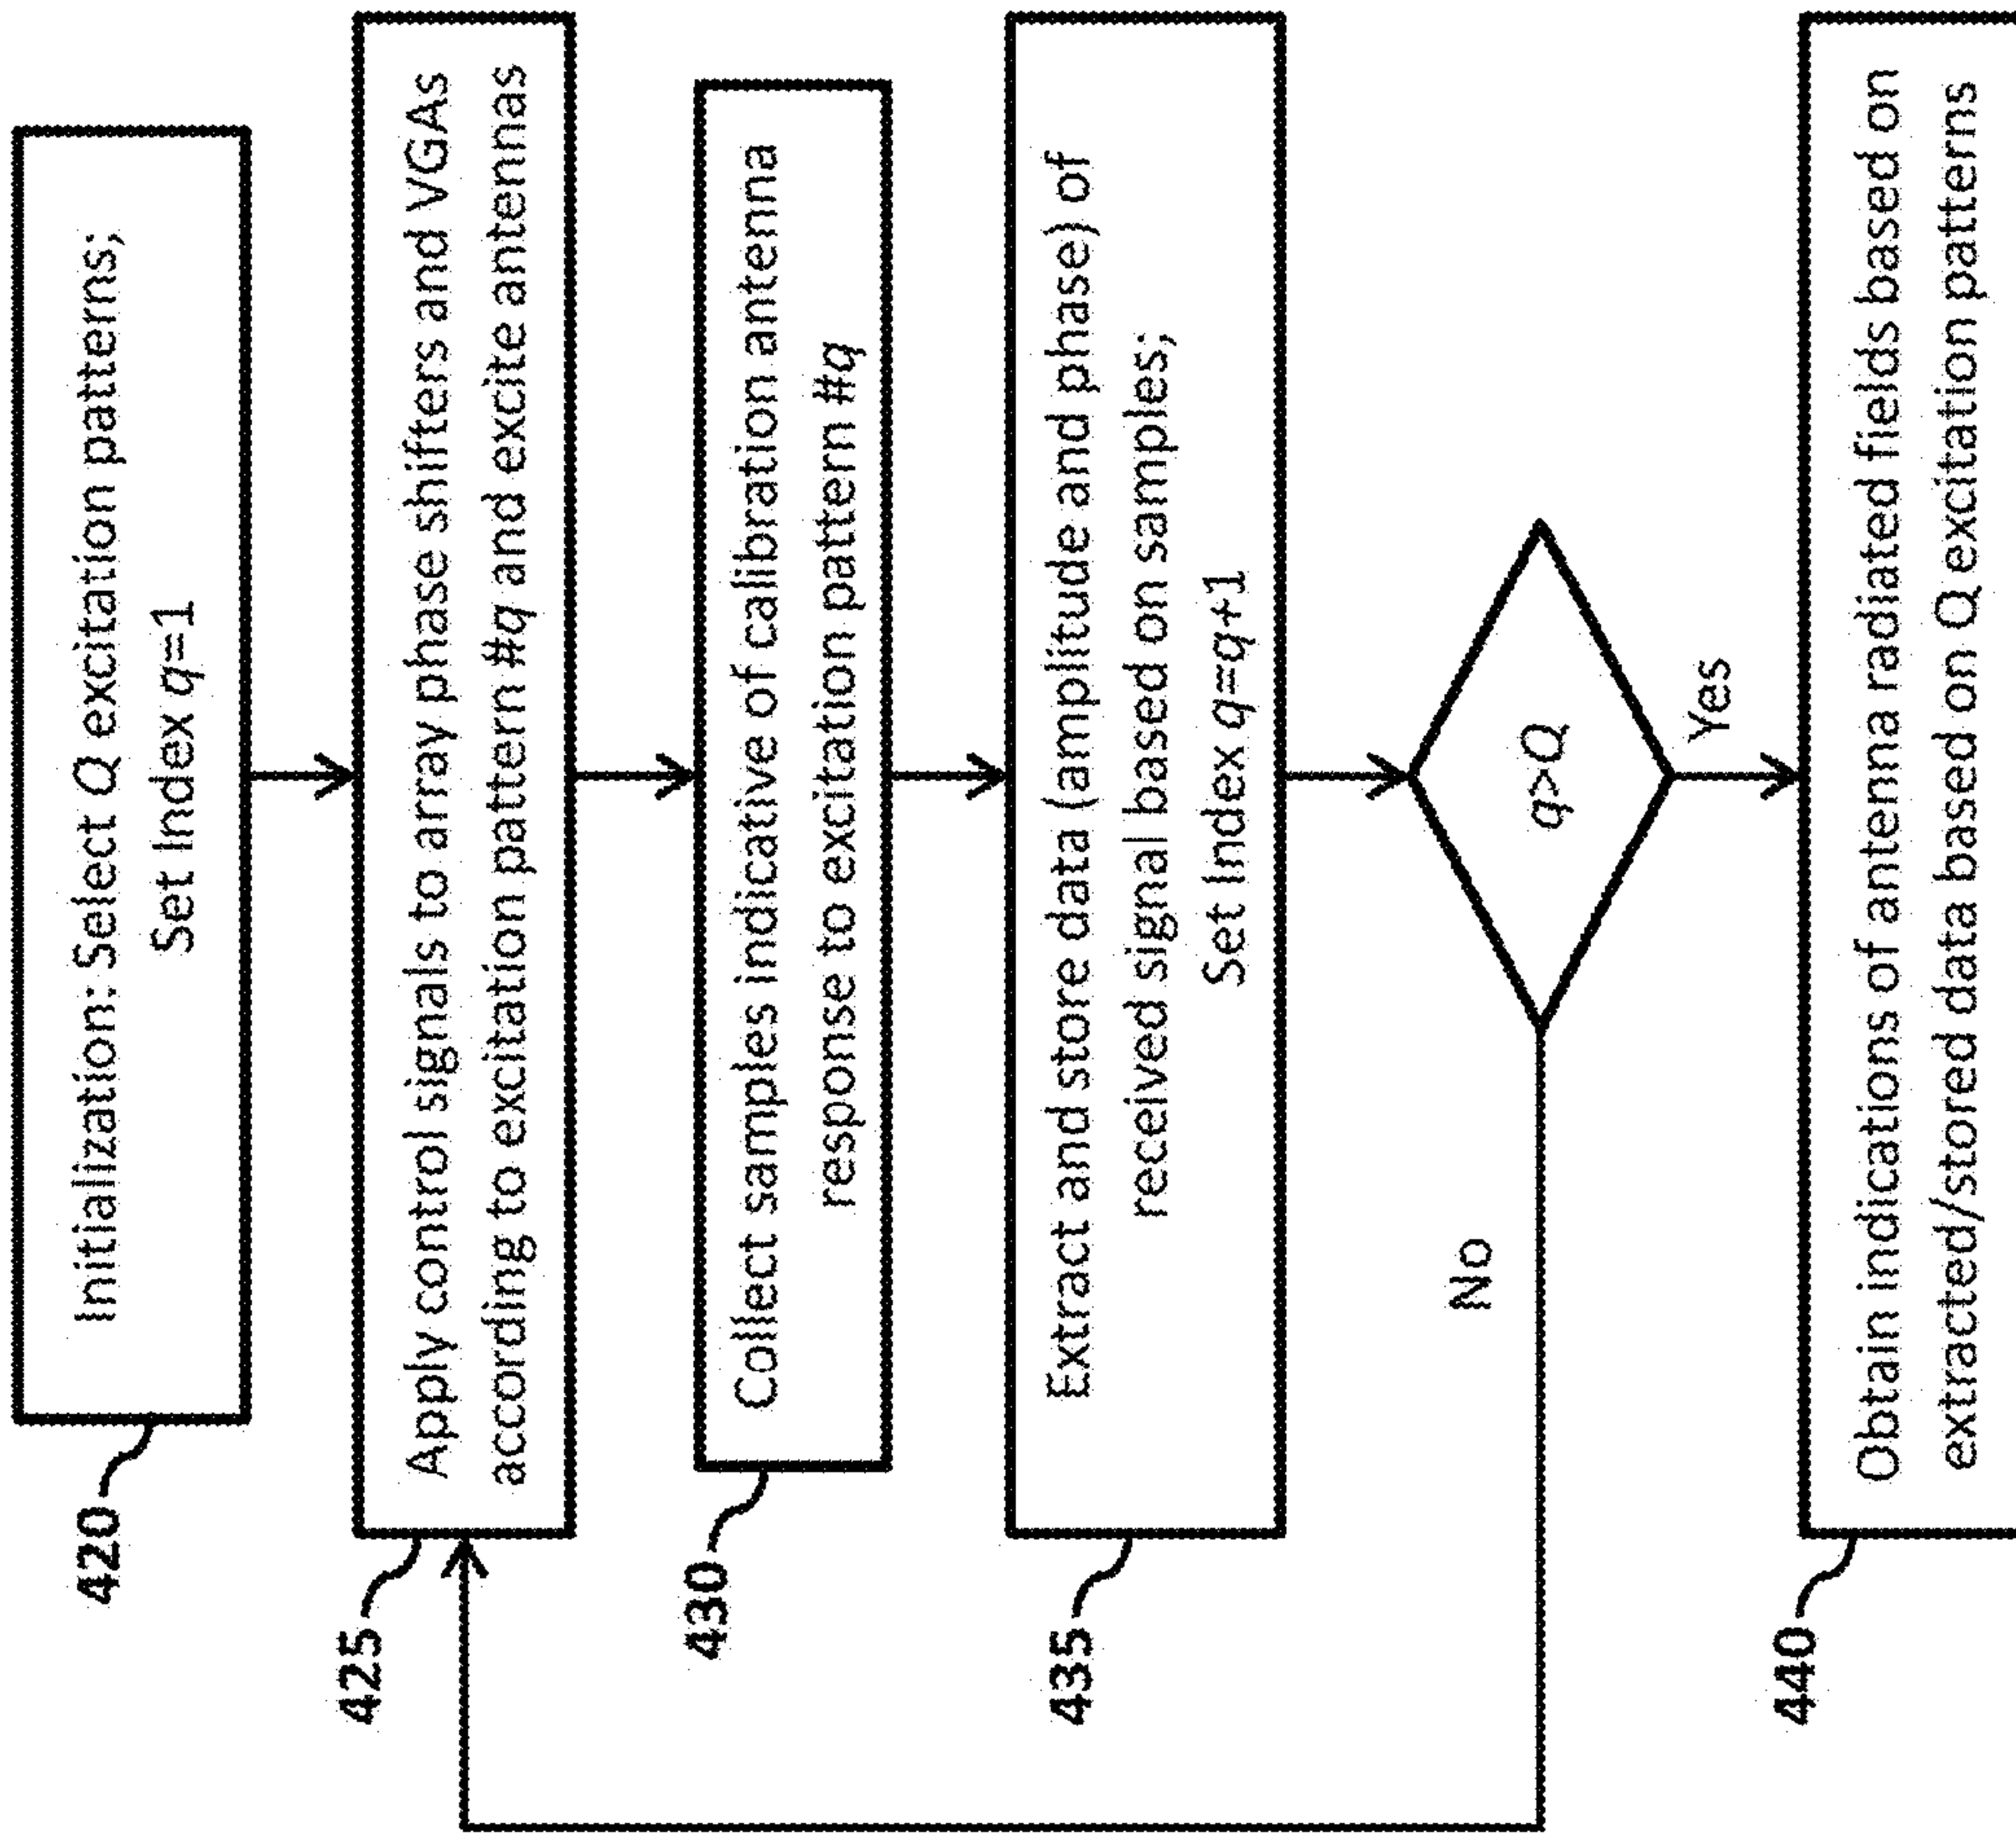 420
Initialization: Select Q excitation patterns;
Set Index q=1
425
Apply control signals to array phase shifters and VGAs
according to excitation pattern #q and excite antennas
430
Collect samples indicative of calibration antenna
response to excitation pattern #q
435
Extract and store data (amplitude and phase) of
received signal based on samples;
Set Index q=q+1
q>Q
No
Yes
440
Obtain indications of antenna radiated fields based on
extracted/stored data based on Q excitation patterns